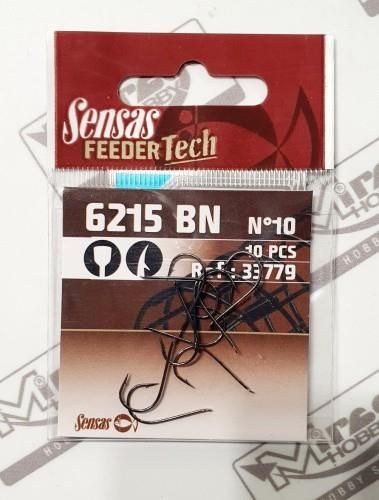 Sensas
FEEDER Tech
6215 BN N°10
10 PCS
Ref.: 33779
Sensas